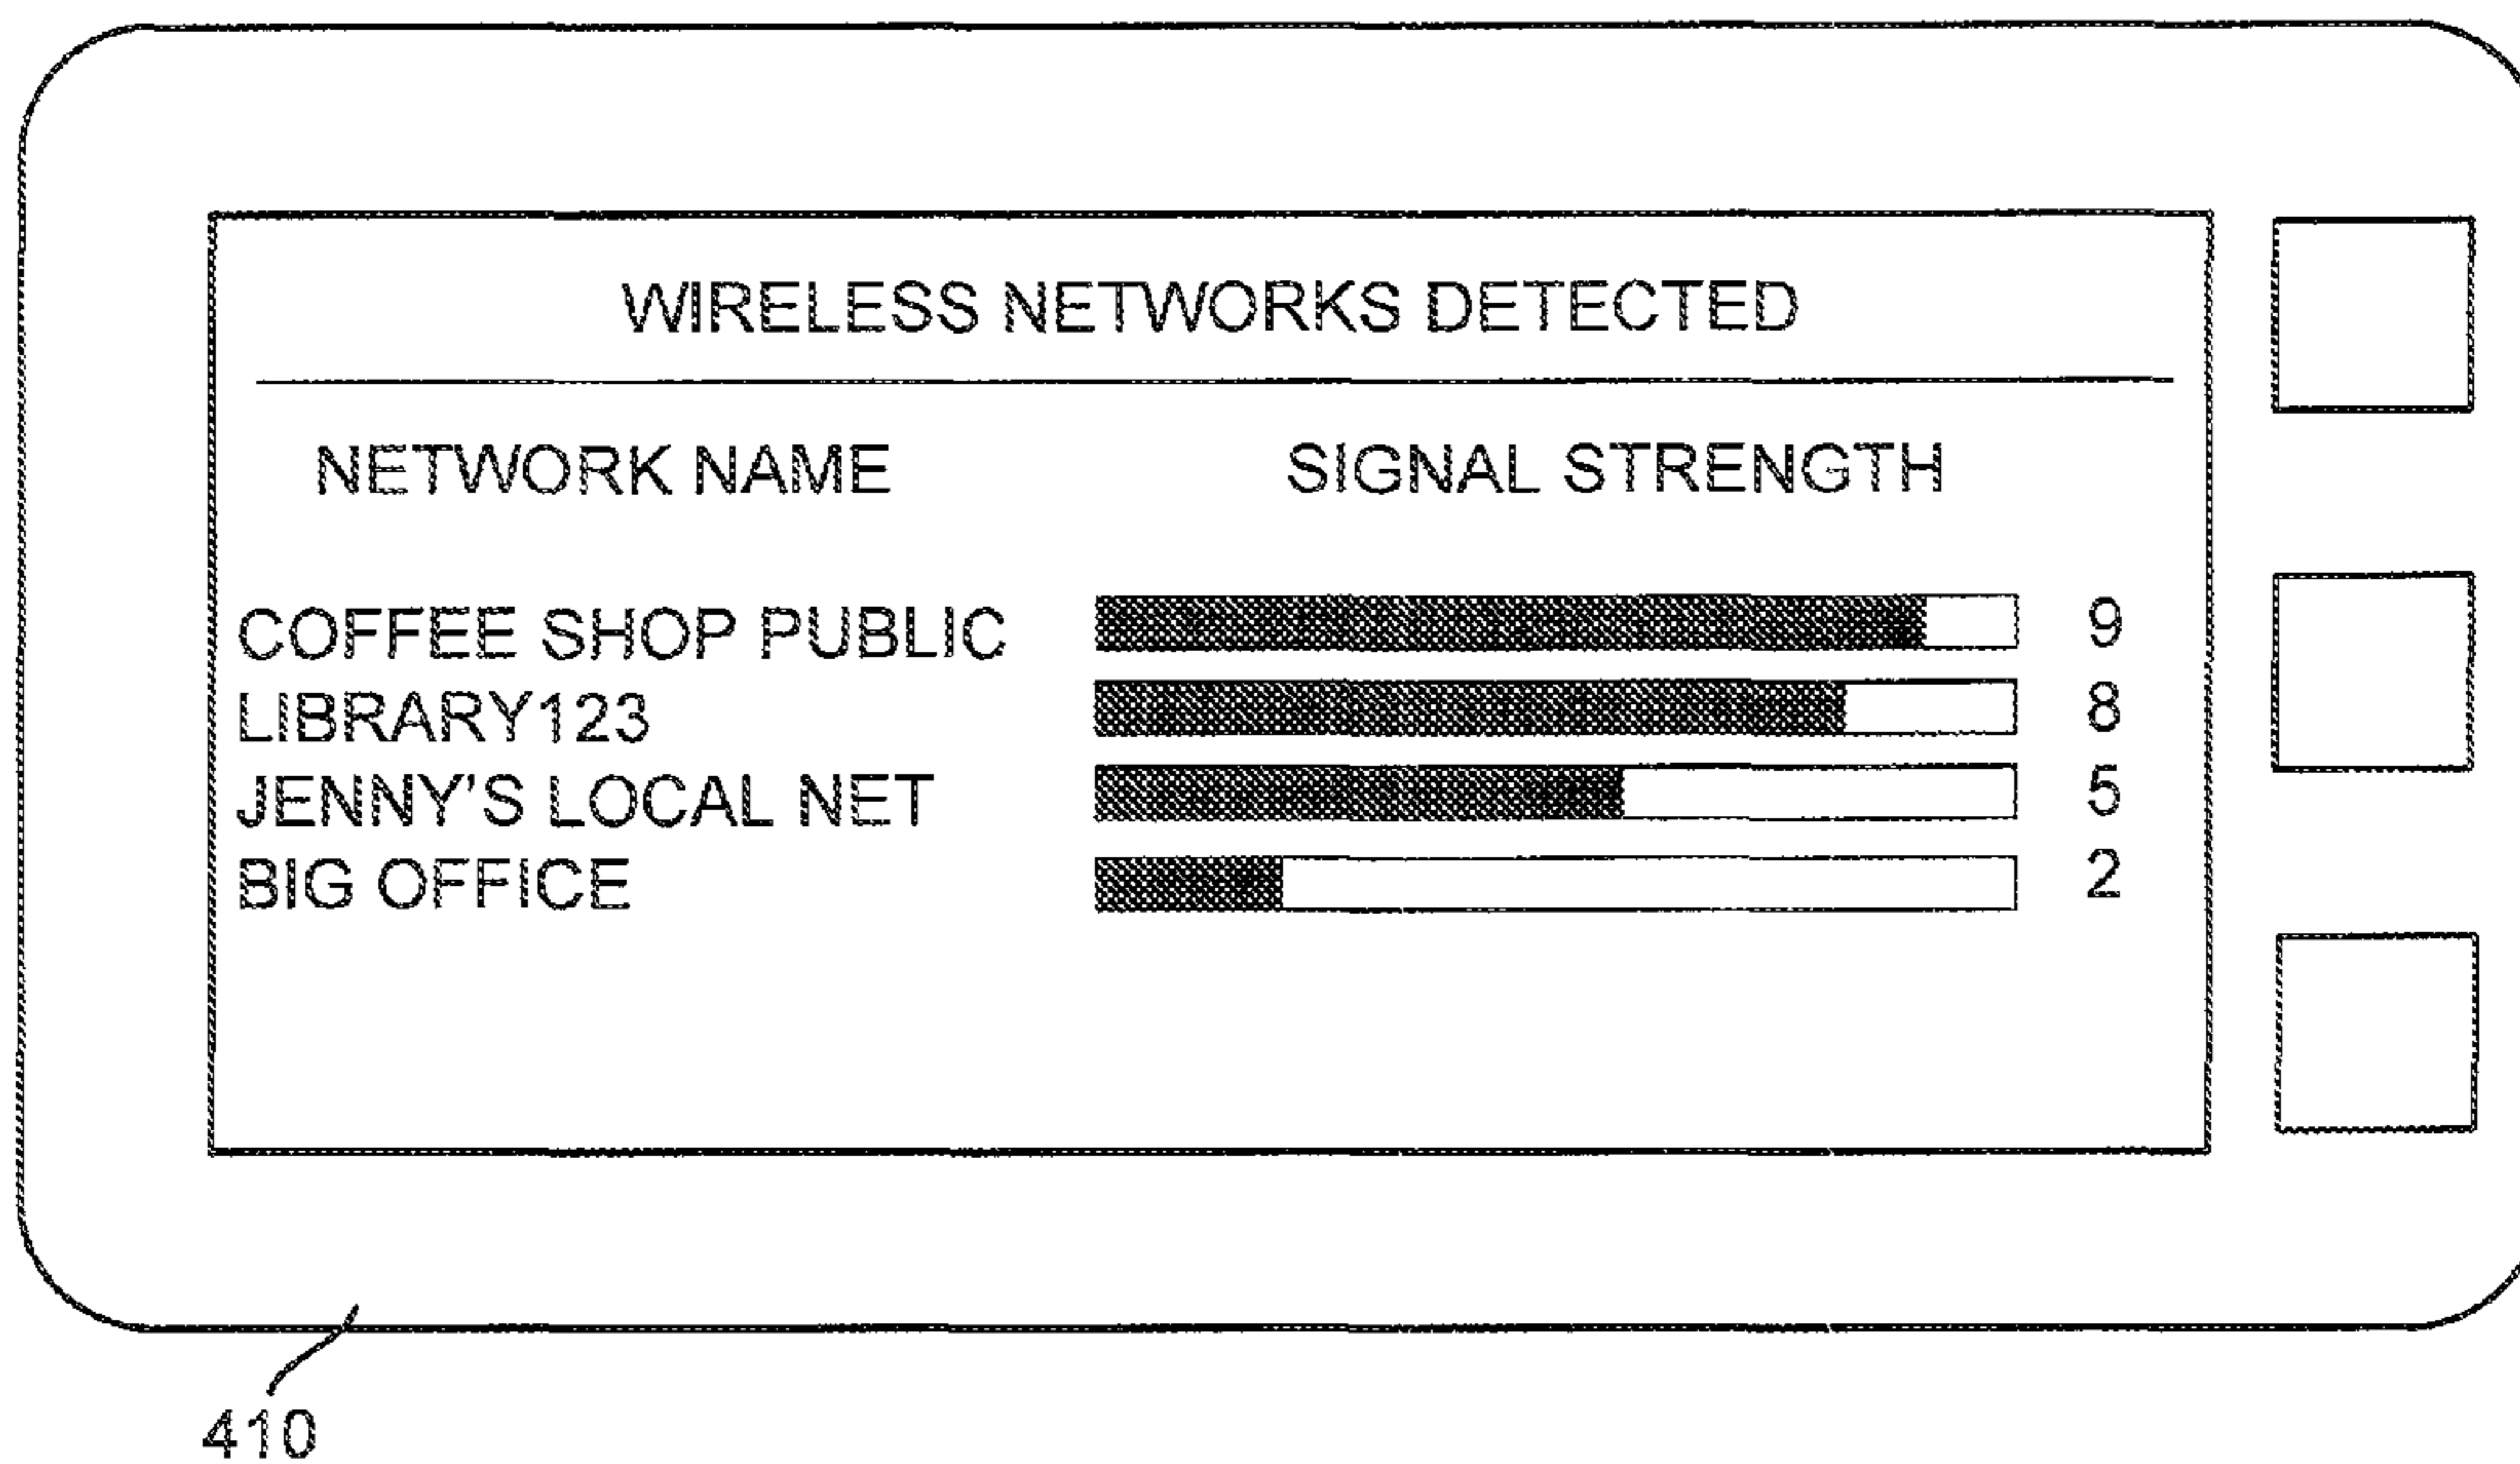 WIRELESS NETWORKS DETECTED
NETWORK NAME SIGNAL STRENGTH
COFFEE SHOP PUBLIC 9
LIBRARY123 8
JENNY'S LOCAL NET 5
BIG OFFICE 2
410